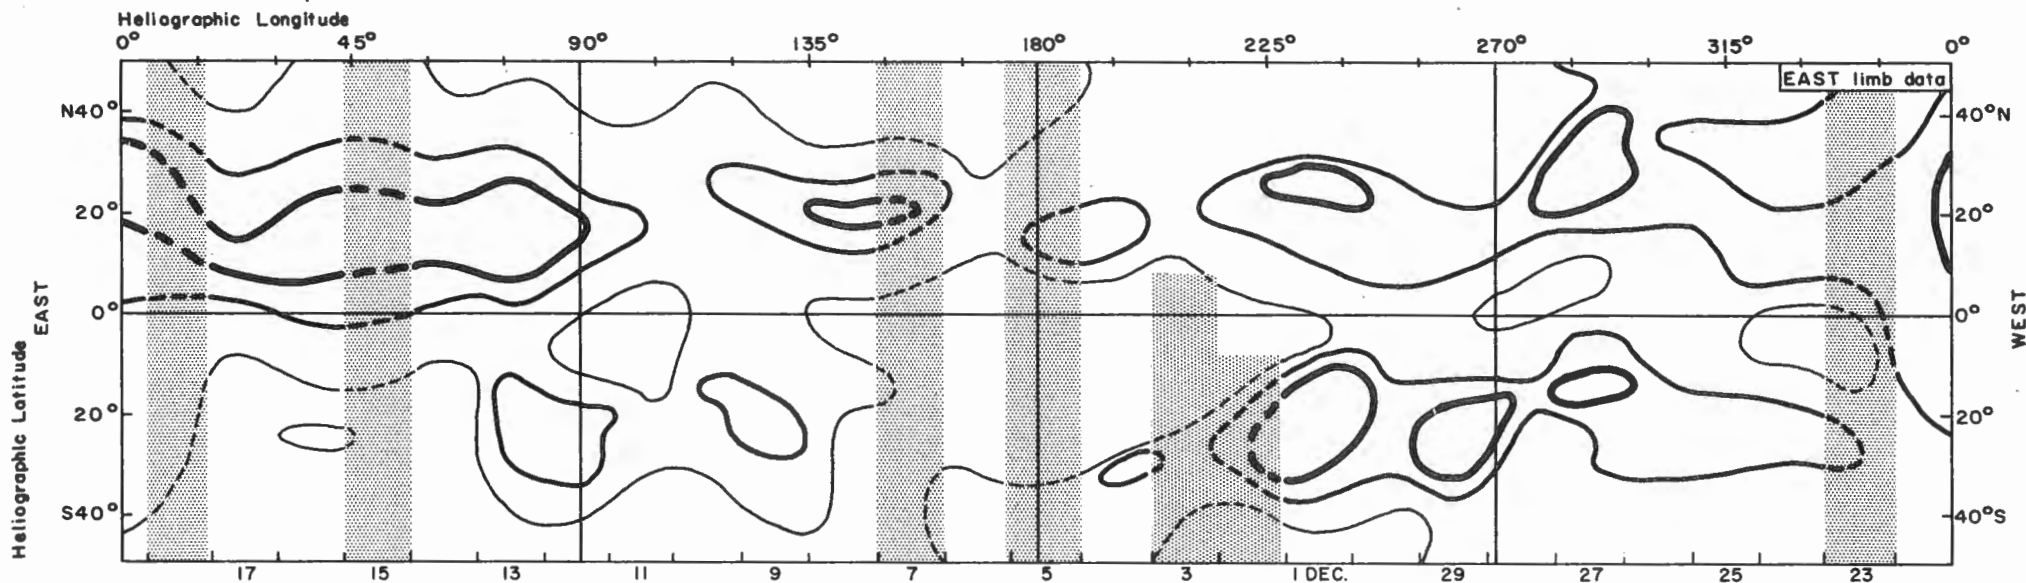 Heliographic Longitude
0° 45° 90° 135° 180° 225° 270° 315° 0°
EAST limb data
N40° 40°N
20° 20°
0° 0°
20° 20°
S40° 40°S
EAST
WEST
Heliographic Latitude
17 15 13 11 9 7 5 3 1 DEC. 29 27 25 23